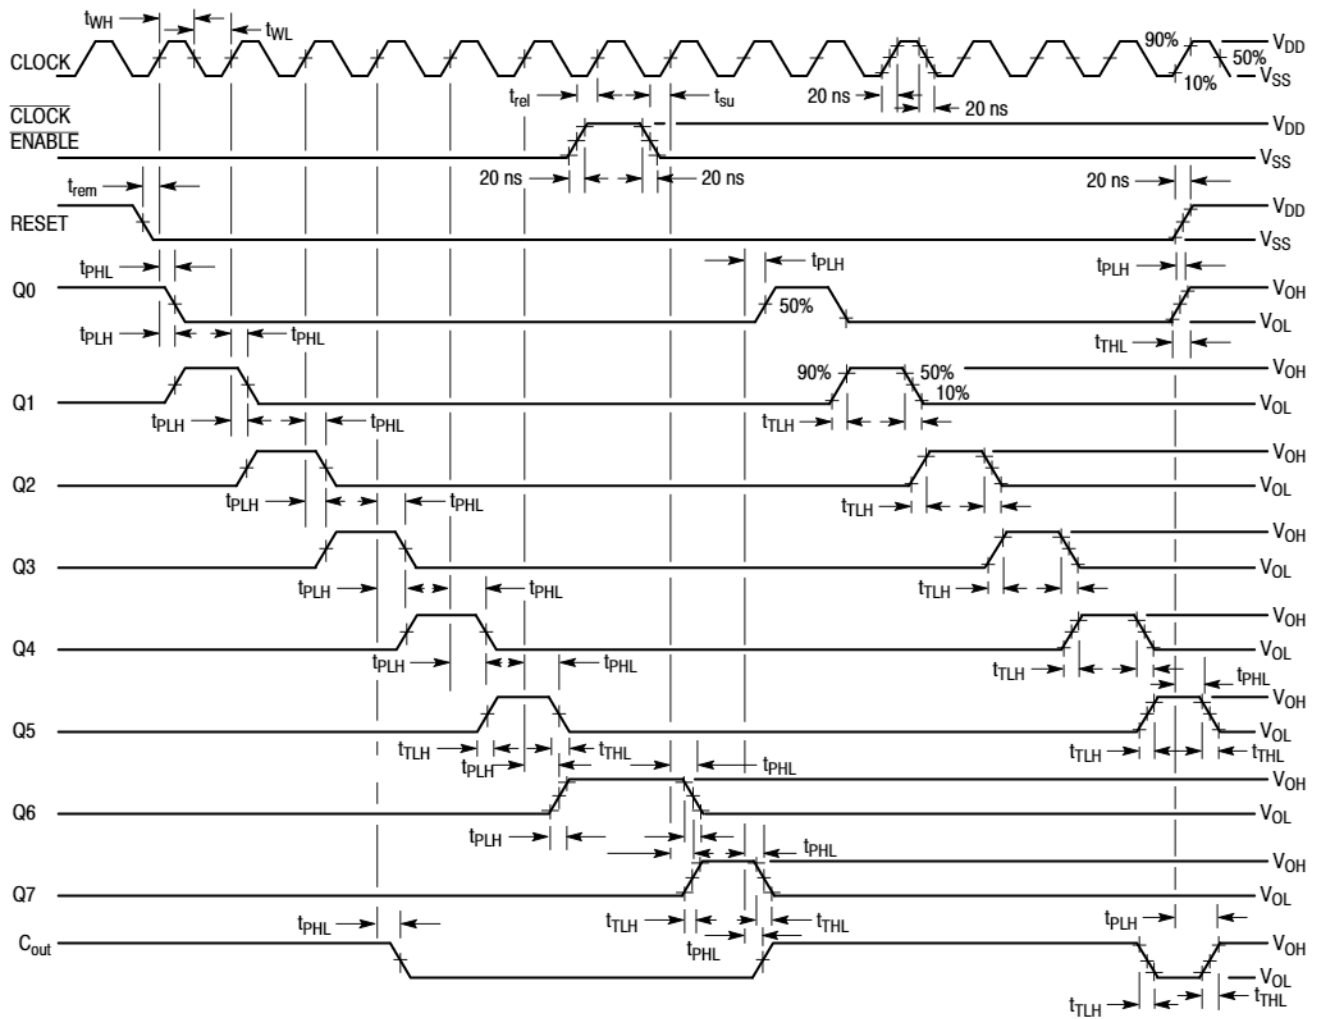 tWH
tWL
CLOCK
90%
VDD
50%
VSS
10%
trel
tsu
20 ns
20 ns
CLOCK
ENABLE
VDD
VSS
20 ns
20 ns
trem
20 ns
RESET
VDD
VSS
tPHL
tPLH
tPLH
Q0
50%
VOH
VOL
tPLH
tPHL
tTHL
Q1
90%
50%
10%
VOH
VOL
tPLH
tPHL
tTLH
Q2
VOH
VOL
tPLH
tPHL
tTLH
Q3
VOH
VOL
tPLH
tPHL
tTLH
Q4
VOH
VOL
tPLH
tPHL
tTLH
tPHL
Q5
VOH
VOL
tTLH
tTHL
tTLH
tTHL
tPLH
tPHL
Q6
VOH
VOL
tPLH
tPHL
Q7
VOH
VOL
tPHL
tTLH
tTHL
tPLH
tPHL
Cout
VOH
VOL
tTLH
tTHL